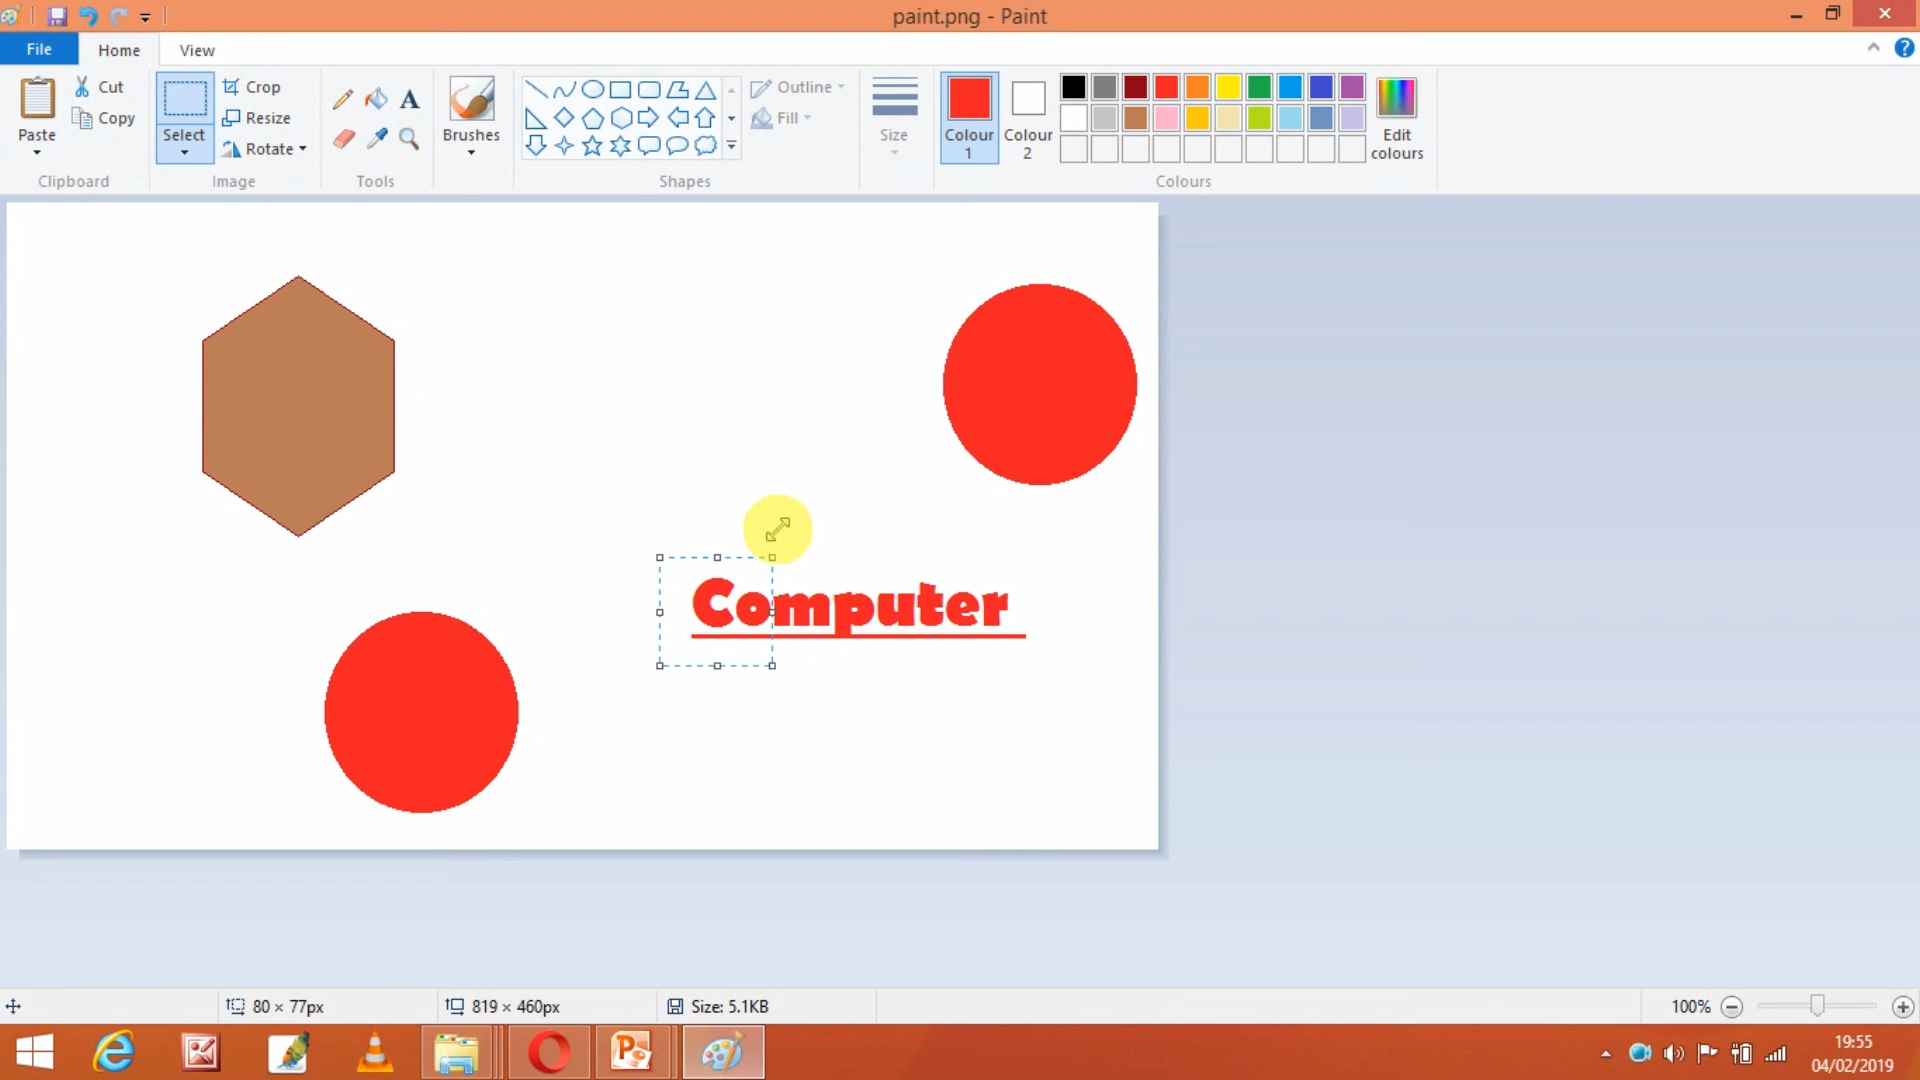 paint.png - Paint
File Home View
Paste
Cut
Copy
Clipboard
Select
Crop
Resize
Rotate
Image
Tools
Brushes
Shapes
Outline
Fill
Size
Colour 1
Colour 2
Edit colours
Colours
Computer
80 × 77px
819 × 460px
Size: 5.1KB
100%
19:55
04/02/2019